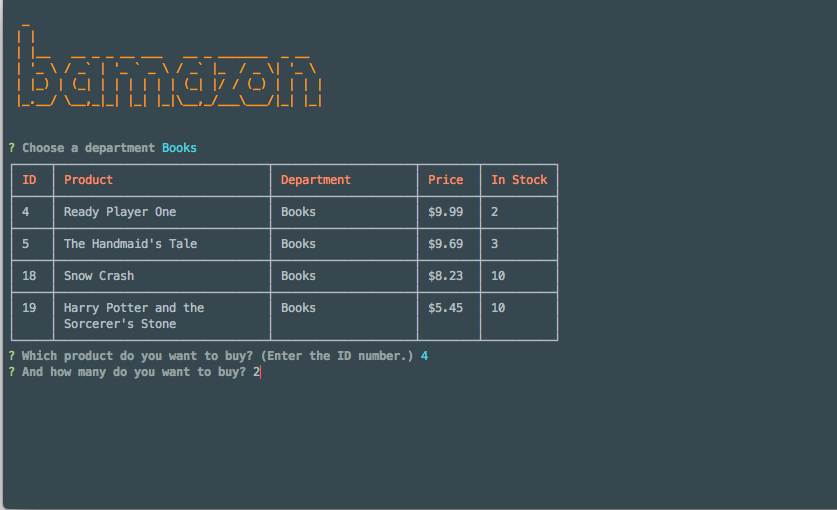 bamazon
? Choose a department Books
ID Product Department Price In Stock
4 Ready Player One Books $9.99 2
5 The Handmaid's Tale Books $9.69 3
18 Snow Crash Books $8.23 10
19 Harry Potter and the Books $5.45 10
Sorcerer's Stone
? Which product do you want to buy? (Enter the ID number.) 4
? And how many do you want to buy? 2